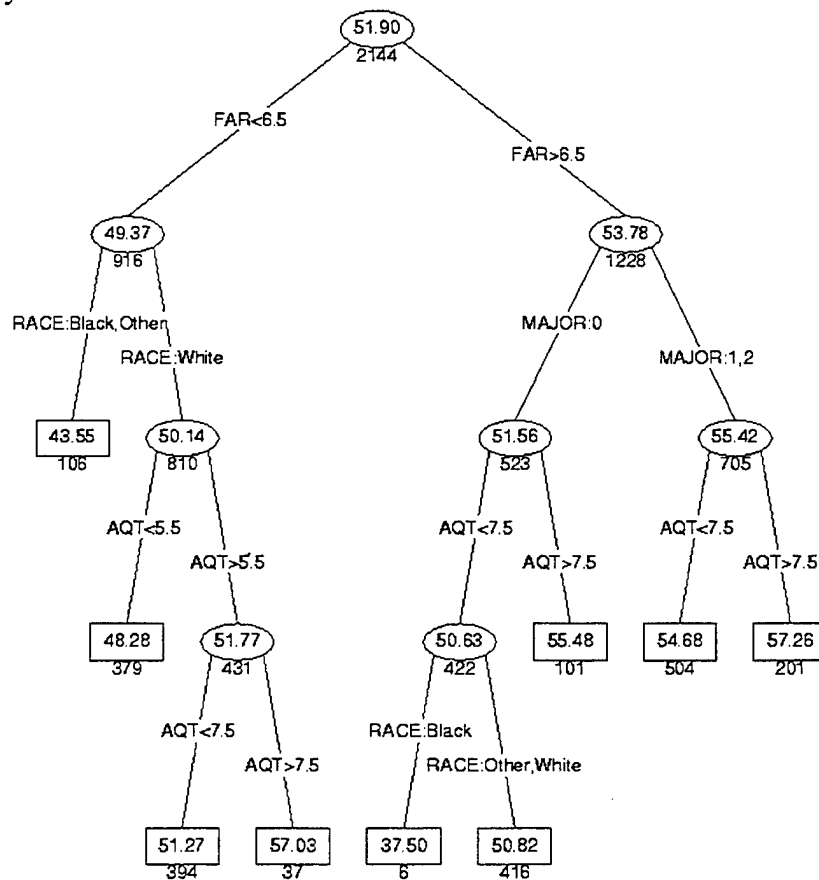 51.90
2144
FAR<6.5
FAR>6.5
49.37
916
53.78
1228
RACE:Black,Other
RACE:White
MAJOR:0
MAJOR:1,2
43.55
106
50.14
810
51.56
523
55.42
705
AQT<5.5
AQT>5.5
AQT<7.5
AQT>7.5
AQT<7.5
AQT>7.5
48.28
379
51.77
431
50.63
422
55.48
101
54.68
504
57.26
201
AQT<7.5
AQT>7.5
RACE:Black
RACE:Other,White
51.27
394
57.03
37
37.50
6
50.82
416